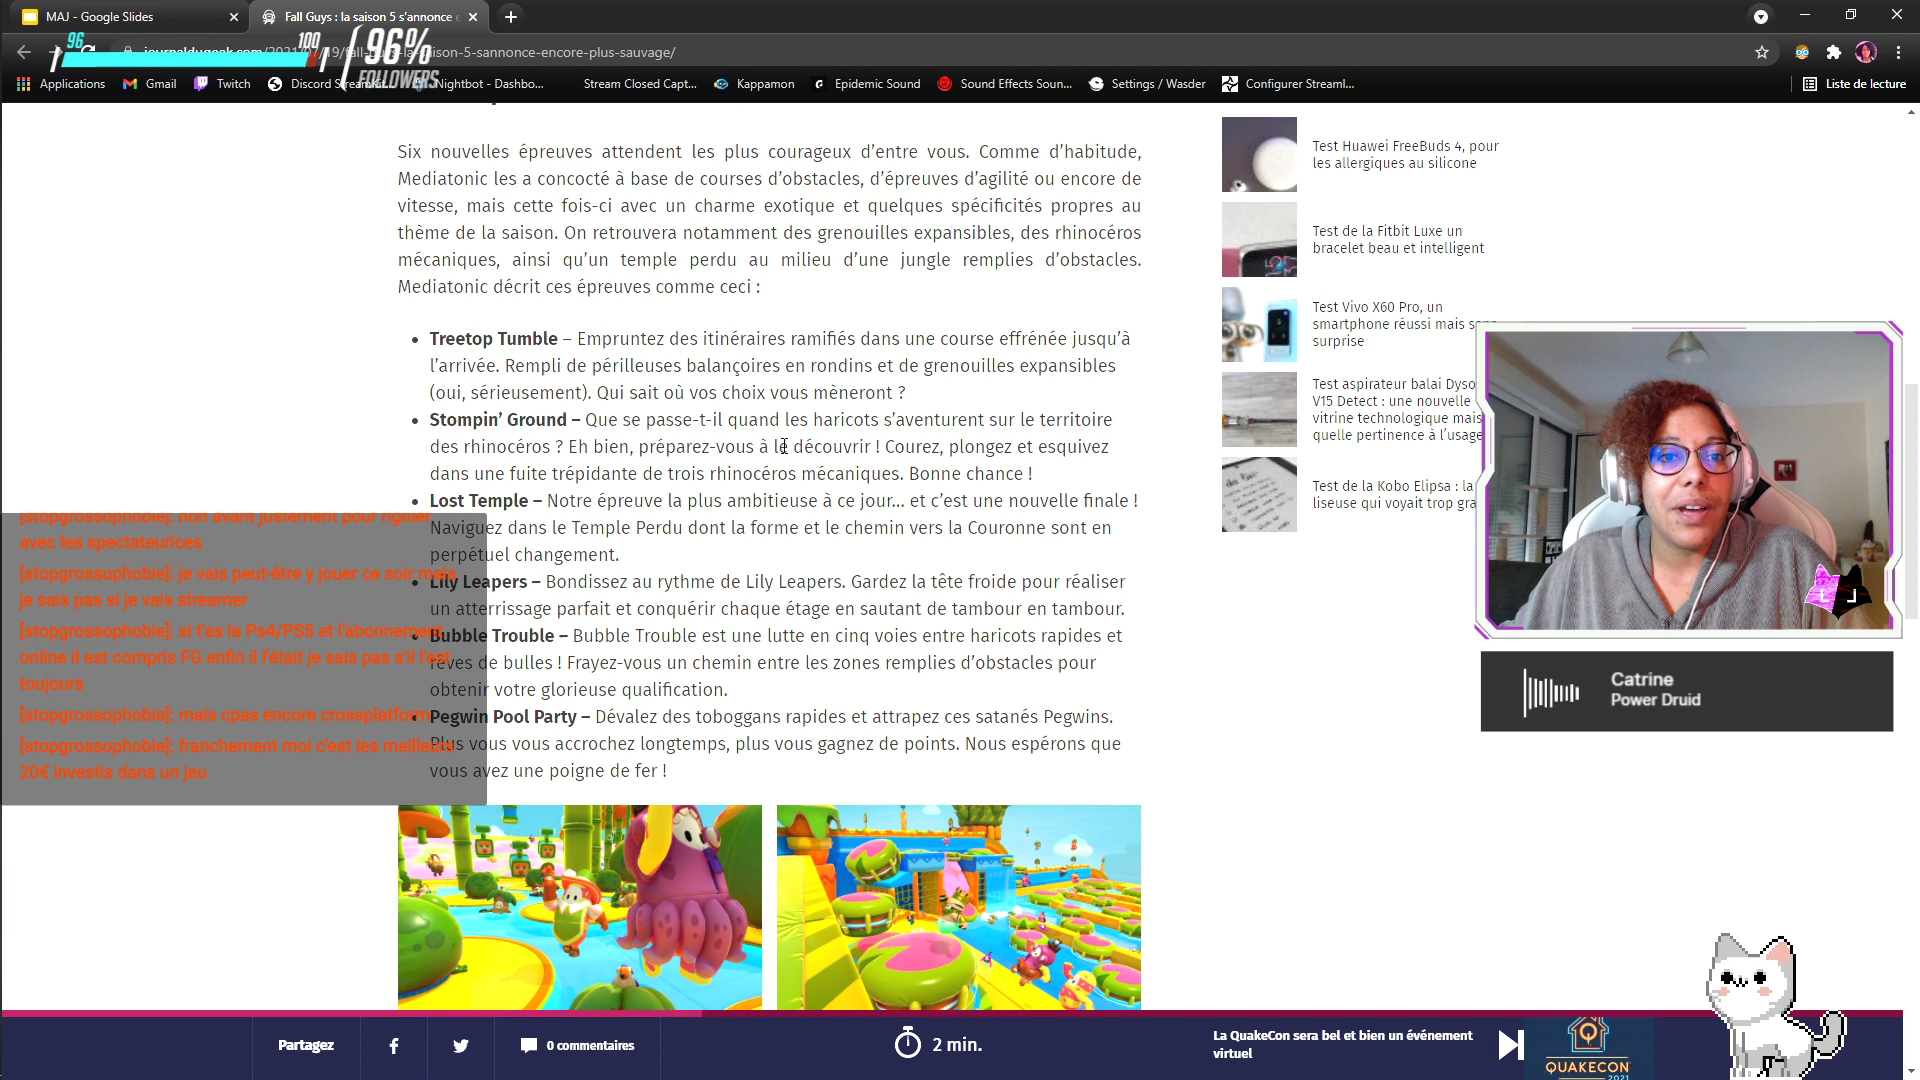 MAJ - Google Slides
Fall Guys : la saison 5 s'annonce e
96
100
96%
FOLLOWERS
saison-5-sannonce-encore-plus-sauvage/
Applications
Gmail
Twitch
Discord
Nightbot - Dashbo...
Stream Closed Capt...
Kappamon
Epidemic Sound
Sound Effects Soun...
Settings / Wasder
Configurer Streaml...
Liste de lecture
Six nouvelles épreuves attendent les plus courageux d'entre vous. Comme d'habitude,
Mediatonic les a concocté à base de courses d'obstacles, d'épreuves d'agilité ou encore de
vitesse, mais cette fois-ci avec un charme exotique et quelques spécificités propres au
thème de la saison. On retrouvera notamment des grenouilles expansibles, des rhinocéros
mécaniques, ainsi qu'un temple perdu au milieu d'une jungle remplies d'obstacles.
Mediatonic décrit ces épreuves comme ceci :
Treetop Tumble – Empruntez des itinéraires ramifiés dans une course effrénée jusqu'à
l'arrivée. Rempli de périlleuses balançoires en rondins et de grenouilles expansibles
(oui, sérieusement). Qui sait où vos choix vous mèneront ?
Stompin' Ground – Que se passe-t-il quand les haricots s'aventurent sur le territoire
des rhinocéros ? Eh bien, préparez-vous à le découvrir ! Courez, plongez et esquivez
dans une fuite trépidante de trois rhinocéros mécaniques. Bonne chance !
Lost Temple – Notre épreuve la plus ambitieuse à ce jour... et c'est une nouvelle finale !
Naviguez dans le Temple Perdu dont la forme et le chemin vers la Couronne sont en
perpétuel changement.
Lily Leapers – Bondissez au rythme de Lily Leapers. Gardez la tête froide pour réaliser
un atterrissage parfait et conquérir chaque étage en sautant de tambour en tambour.
Bubble Trouble – Bubble Trouble est une lutte en cinq voies entre haricots rapides et
rêves de bulles ! Frayez-vous un chemin entre les zones remplies d'obstacles pour
obtenir votre glorieuse qualification.
Pegwin Pool Party – Dévalez des toboggans rapides et attrapez ces satanés Pegwins.
Plus vous vous accrochez longtemps, plus vous gagnez de points. Nous espérons que
vous avez une poigne de fer !
[stopgrossophobie]: non avant justement pour rigoler
avec les spectateurices
[stopgrossophobie]: je vais peut-être y jouer ce soir mais
je sais pas si je vais streamer
[stopgrossophobie]: si t'as la Ps4/PS5 et l'abonnement
online il est compris FG enfin il l'était je sais pas s'il l'est
toujours
[stopgrossophobie]: mais cpas encore crossplatform
[stopgrossophobie]: franchement moi c'est les meilleurs
20€ investis dans un jeu
Test Huawei FreeBuds 4, pour
les allergiques au silicone
Test de la Fitbit Luxe un
bracelet beau et intelligent
Test Vivo X60 Pro, un
smartphone réussi mais sans
surprise
Test aspirateur balai Dyso
V15 Detect : une nouvelle
vitrine technologique mais
quelle pertinence à l'usage
Test de la Kobo Elipsa : la
liseuse qui voyait trop gra
L J
Catrine
Power Druid
Partagez
0 commentaires
2 min.
La QuakeCon sera bel et bien un événement
virtuel
QUAKECON
2021